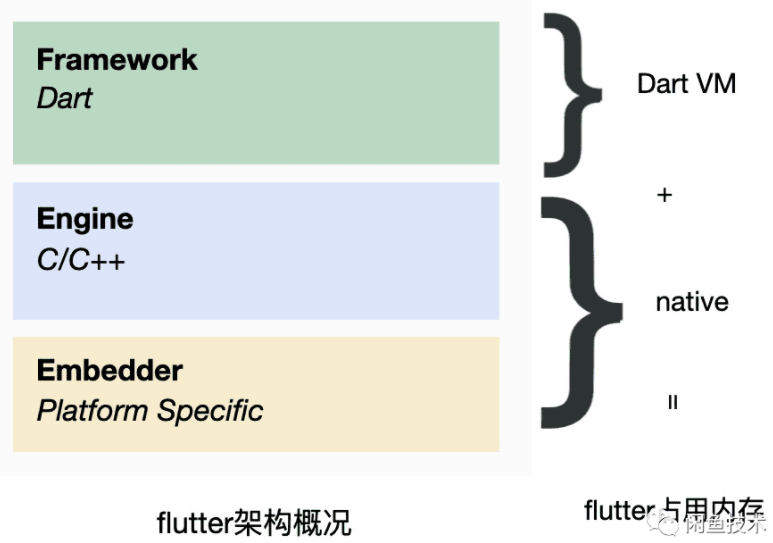 Framework
Dart
Dart VM
+
Engine
C/C++
native
Embedder
Platform Specific
=
flutter架构概况
flutter占用内存
闲鱼技术